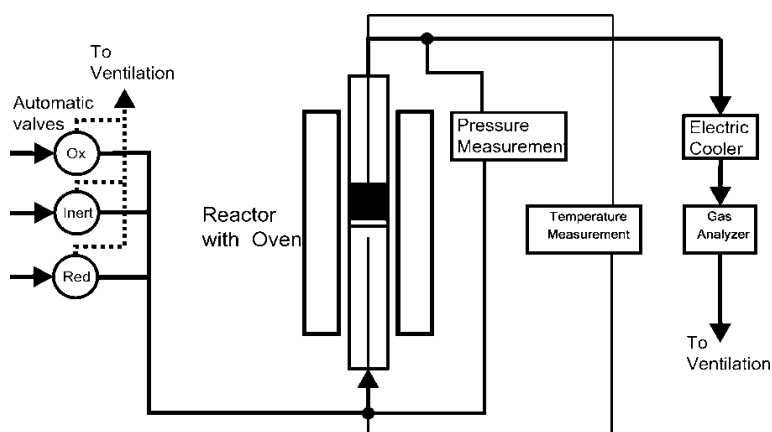 To
Ventilation
Automatic
valves
Ox
Inert
Red
Reactor
with Oven
Pressure
Measurement
Temperature
Measurement
Electric
Cooler
Gas
Analyzer
To
Ventilation